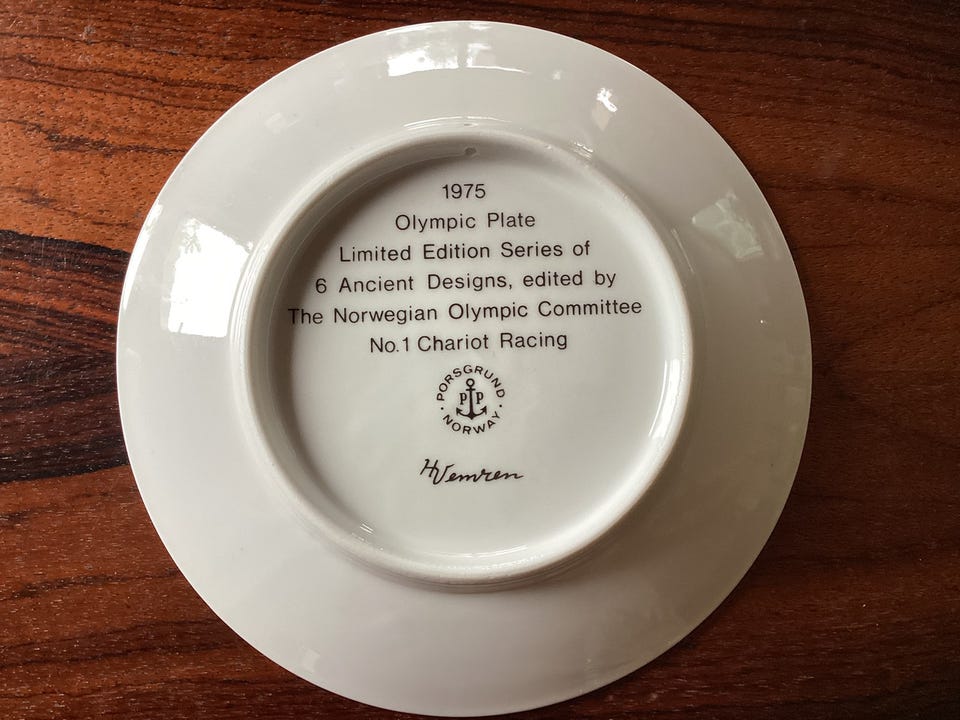 1975
Olympic Plate
Limited Edition Series of
6 Ancient Designs, edited by
The Norwegian Olympic Committee
No.1 Chariot Racing
PORSGRUND
PP
· NORWAY ·
HVemren